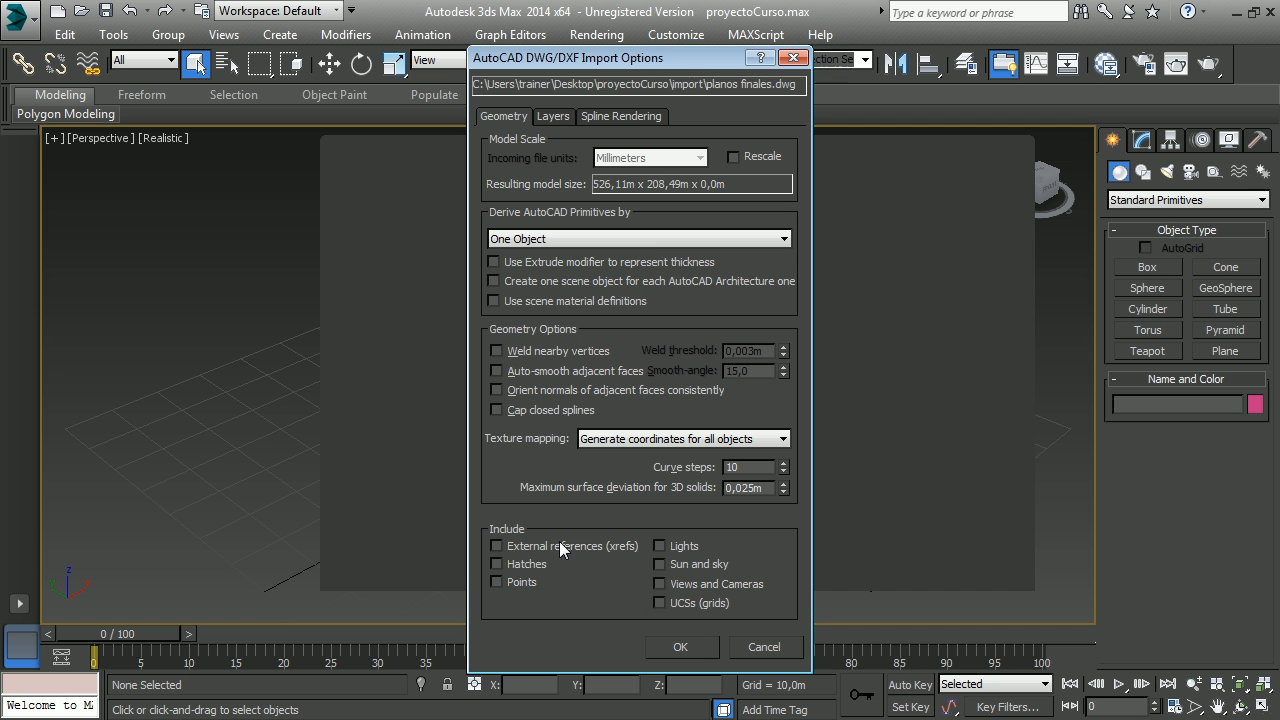 Workspace: Default
Autodesk 3ds Max 2014 x64 - Unregistered Version proyectoCurso.max
Type a keyword or phrase
Edit Tools Group Views Create Modifiers Animation Graph Editors Rendering Customize MAXScript Help
All
View
Modeling Freeform Selection Object Paint Populate
Polygon Modeling
[+][Perspective][Realistic]
AutoCAD DWG/DXF Import Options
C:\Users\trainer\Desktop\proyectoCurso\import\planos finales.dwg
Geometry Layers Spline Rendering
Model Scale
Incoming file units: Millimeters Rescale
Resulting model size: 526,11m x 208,49m x 0,0m
Derive AutoCAD Primitives by
One Object
Use Extrude modifier to represent thickness
Create one scene object for each AutoCAD Architecture one
Use scene material definitions
Geometry Options
Weld nearby vertices Weld threshold: 0,003m
Auto-smooth adjacent faces Smooth-angle: 15,0
Orient normals of adjacent faces consistently
Cap closed splines
Texture mapping: Generate coordinates for all objects
Curve steps: 10
Maximum surface deviation for 3D solids: 0,025m
Include
External references (xrefs) Lights
Hatches Sun and sky
Points Views and Cameras
UCSs (grids)
OK Cancel
Standard Primitives
- Object Type
AutoGrid
Box Cone
Sphere GeoSphere
Cylinder Tube
Torus Pyramid
Teapot Plane
- Name and Color
z
x
< 0 / 100 >
0 5 10 15 20 25 30 35 80 85 90 95 100
None Selected X: Y: Z: Grid = 10,0m Auto Key Selected
Welcome to M Click or click-and-drag to select objects Add Time Tag Set Key Key Filters... 0